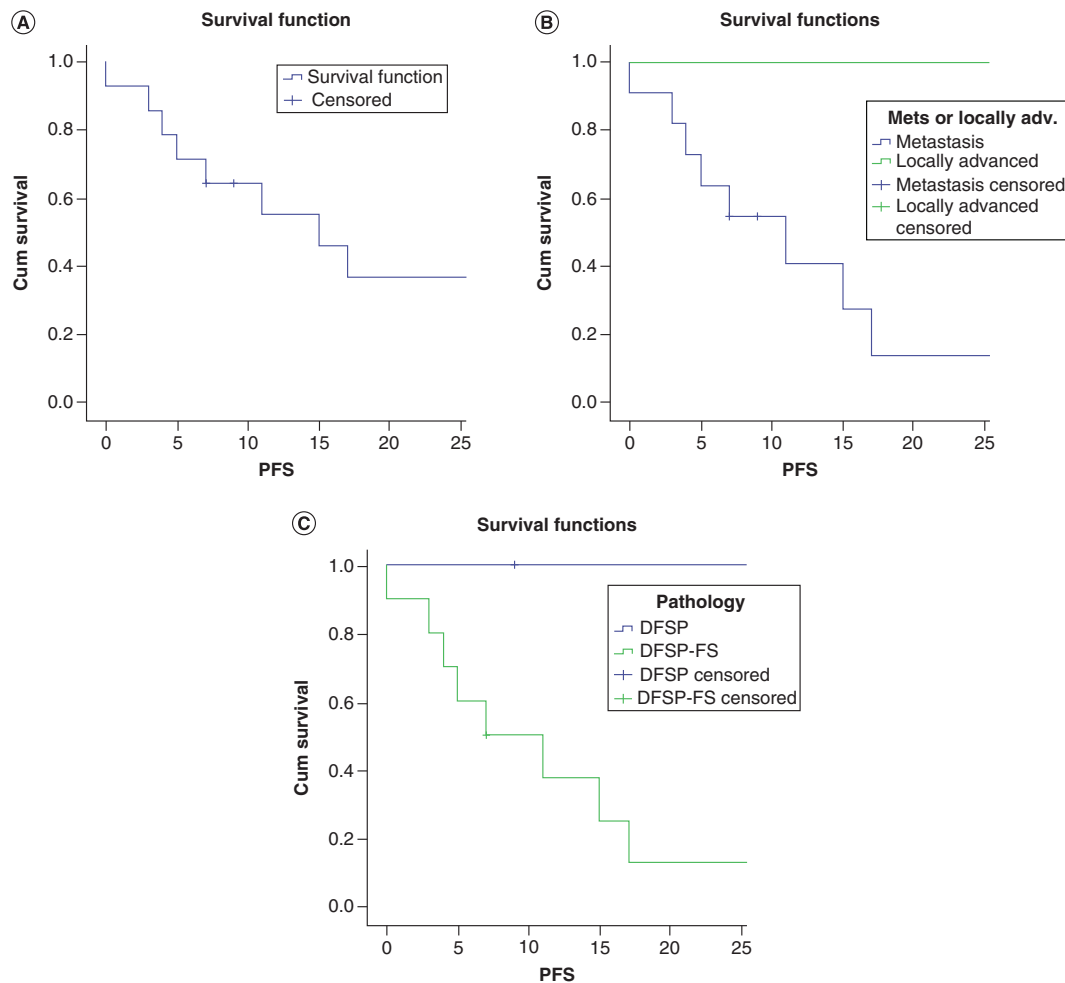 A
Survival function
Cum survival
1.0
0.8
0.6
0.4
0.2
0.0
0 5 10 15 20 25
PFS
Survival function
Censored
B
Survival functions
Cum survival
1.0
0.8
0.6
0.4
0.2
0.0
0 5 10 15 20 25
PFS
Mets or locally adv.
Metastasis
Locally advanced
Metastasis censored
Locally advanced
censored
C
Survival functions
Cum survival
1.0
0.8
0.6
0.4
0.2
0.0
0 5 10 15 20 25
PFS
Pathology
DFSP
DFSP-FS
DFSP censored
DFSP-FS censored